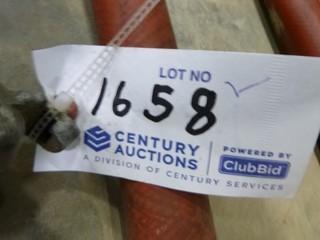 LOT NO
1658
CENTURY
AUCTIONS
A DIVISION OF CENTURY SERVICES
POWERED BY
ClubBid